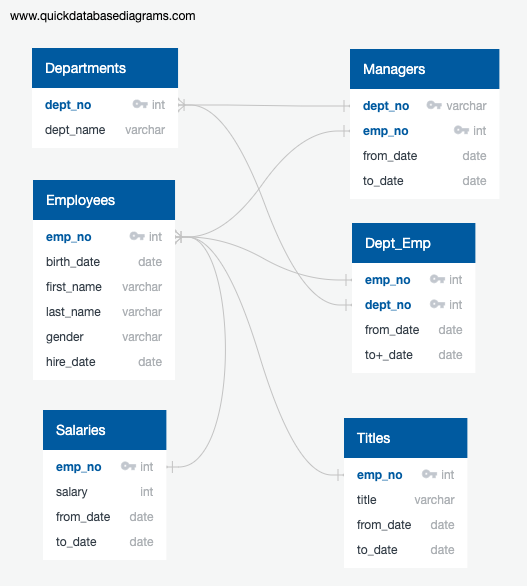 www.quickdatabasediagrams.com
Departments
dept_no int
dept_name varchar
Employees
emp_no int
birth_date date
first_name varchar
last_name varchar
gender varchar
hire_date date
Salaries
emp_no int
salary int
from_date date
to_date date
Managers
dept_no varchar
emp_no int
from_date date
to_date date
Dept_Emp
emp_no int
dept_no int
from_date date
to+_date date
Titles
emp_no int
title varchar
from_date date
to_date date